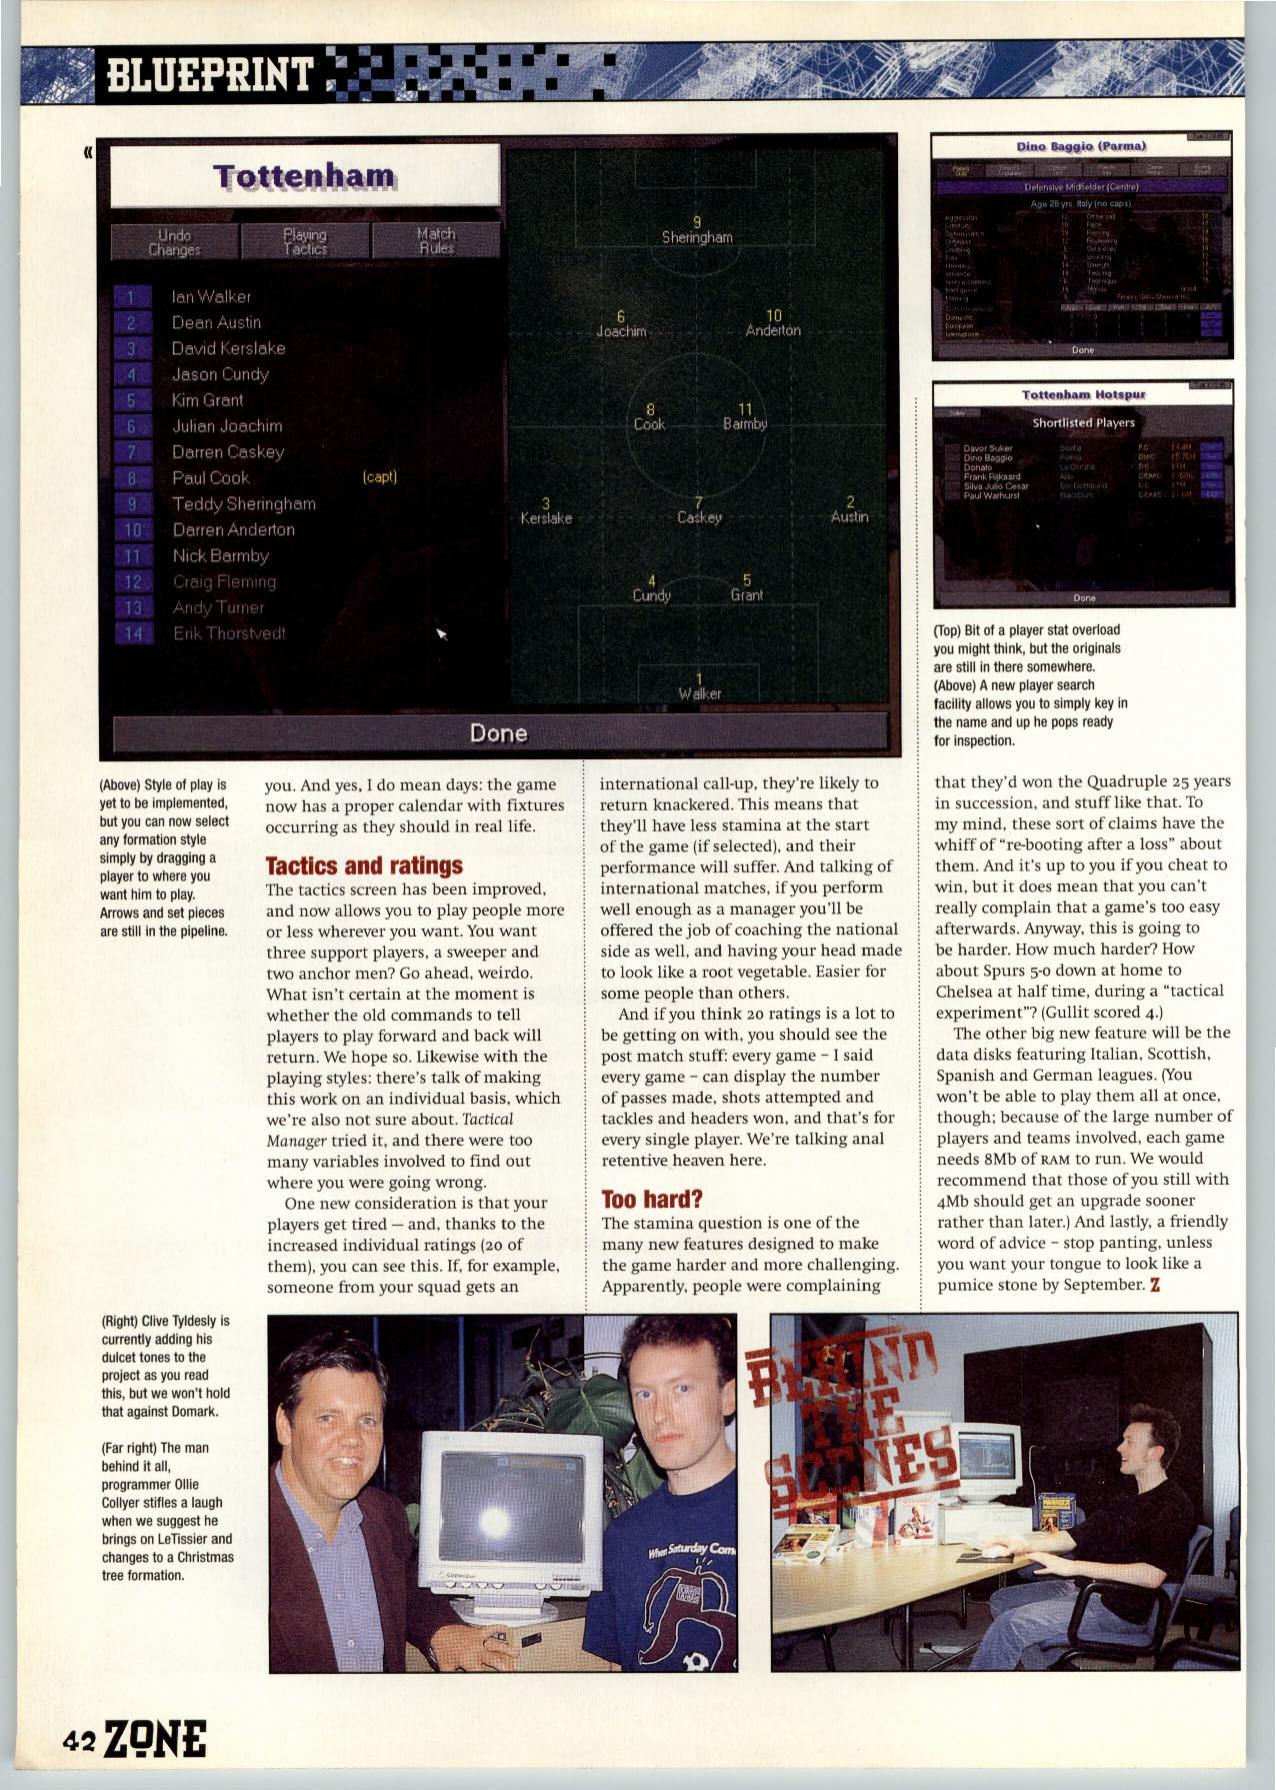 BLUEPRINT
«
Tottenham
Undo Changes
Playing Tactics
Match Rules
1 Ian Walker
2 Dean Austin
3 David Kerslake
4 Jason Cundy
5 Kim Grant
6 Julian Joachim
7 Darren Caskey
8 Paul Cook (capt)
9 Teddy Sheringham
10 Darren Anderton
11 Nick Barmby
12 Craig Fleming
13 Andy Turner
14 Erik Thorstvedt
9
Sheringham
6 10
Joachim Anderton
8 11
Cook Barmby
3 7 2
Kerslake Caskey Austin
4 5
Cundy Grant
1
Walker
Done
Dino Baggio (Parma)
Defensive Midfielder (Centre)
Age 26 yrs. Italy (no caps).
Done
Tottenham Hotspur
Shortlisted Players
Davor Suker
Dino Baggio
Donato
Frank Rijkaard
Silva Julio Cesar
Paul Warhurst
Done
(Top) Bit of a player stat overload
you might think, but the originals
are still in there somewhere.
(Above) A new player search
facility allows you to simply key in
the name and up he pops ready
for inspection.
(Above) Style of play is
yet to be implemented,
but you can now select
any formation style
simply by dragging a
player to where you
want him to play.
Arrows and set pieces
are still in the pipeline.
you. And yes, I do mean days: the game
now has a proper calendar with fixtures
occurring as they should in real life.
Tactics and ratings
The tactics screen has been improved,
and now allows you to play people more
or less wherever you want. You want
three support players, a sweeper and
two anchor men? Go ahead, weirdo.
What isn't certain at the moment is
whether the old commands to tell
players to play forward and back will
return. We hope so. Likewise with the
playing styles: there's talk of making
this work on an individual basis, which
we're also not sure about. Tactical
Manager tried it, and there were too
many variables involved to find out
where you were going wrong.
One new consideration is that your
players get tired – and, thanks to the
increased individual ratings (20 of
them), you can see this. If, for example,
someone from your squad gets an
international call-up, they're likely to
return knackered. This means that
they'll have less stamina at the start
of the game (if selected), and their
performance will suffer. And talking of
international matches, if you perform
well enough as a manager you'll be
offered the job of coaching the national
side as well, and having your head made
to look like a root vegetable. Easier for
some people than others.
And if you think 20 ratings is a lot to
be getting on with, you should see the
post match stuff: every game – I said
every game – can display the number
of passes made, shots attempted and
tackles and headers won, and that's for
every single player. We're talking anal
retentive heaven here.
Too hard?
The stamina question is one of the
many new features designed to make
the game harder and more challenging.
Apparently, people were complaining
that they'd won the Quadruple 25 years
in succession, and stuff like that. To
my mind, these sort of claims have the
whiff of "re-booting after a loss" about
them. And it's up to you if you cheat to
win, but it does mean that you can't
really complain that a game's too easy
afterwards. Anyway, this is going to
be harder. How much harder? How
about Spurs 5-0 down at home to
Chelsea at half time, during a "tactical
experiment"? (Gullit scored 4.)
The other big new feature will be the
data disks featuring Italian, Scottish,
Spanish and German leagues. (You
won't be able to play them all at once,
though; because of the large number of
players and teams involved, each game
needs 8Mb of RAM to run. We would
recommend that those of you still with
4Mb should get an upgrade sooner
rather than later.) And lastly, a friendly
word of advice – stop panting, unless
you want your tongue to look like a
pumice stone by September. Z
(Right) Clive Tyldesly is
currently adding his
dulcet tones to the
project as you read
this, but we won't hold
that against Domark.
(Far right) The man
behind it all,
programmer Ollie
Collyer stifles a laugh
when we suggest he
brings on LeTissier and
changes to a Christmas
tree formation.
When Saturday Com
BEHIND
THE
SCENES
42 ZONE